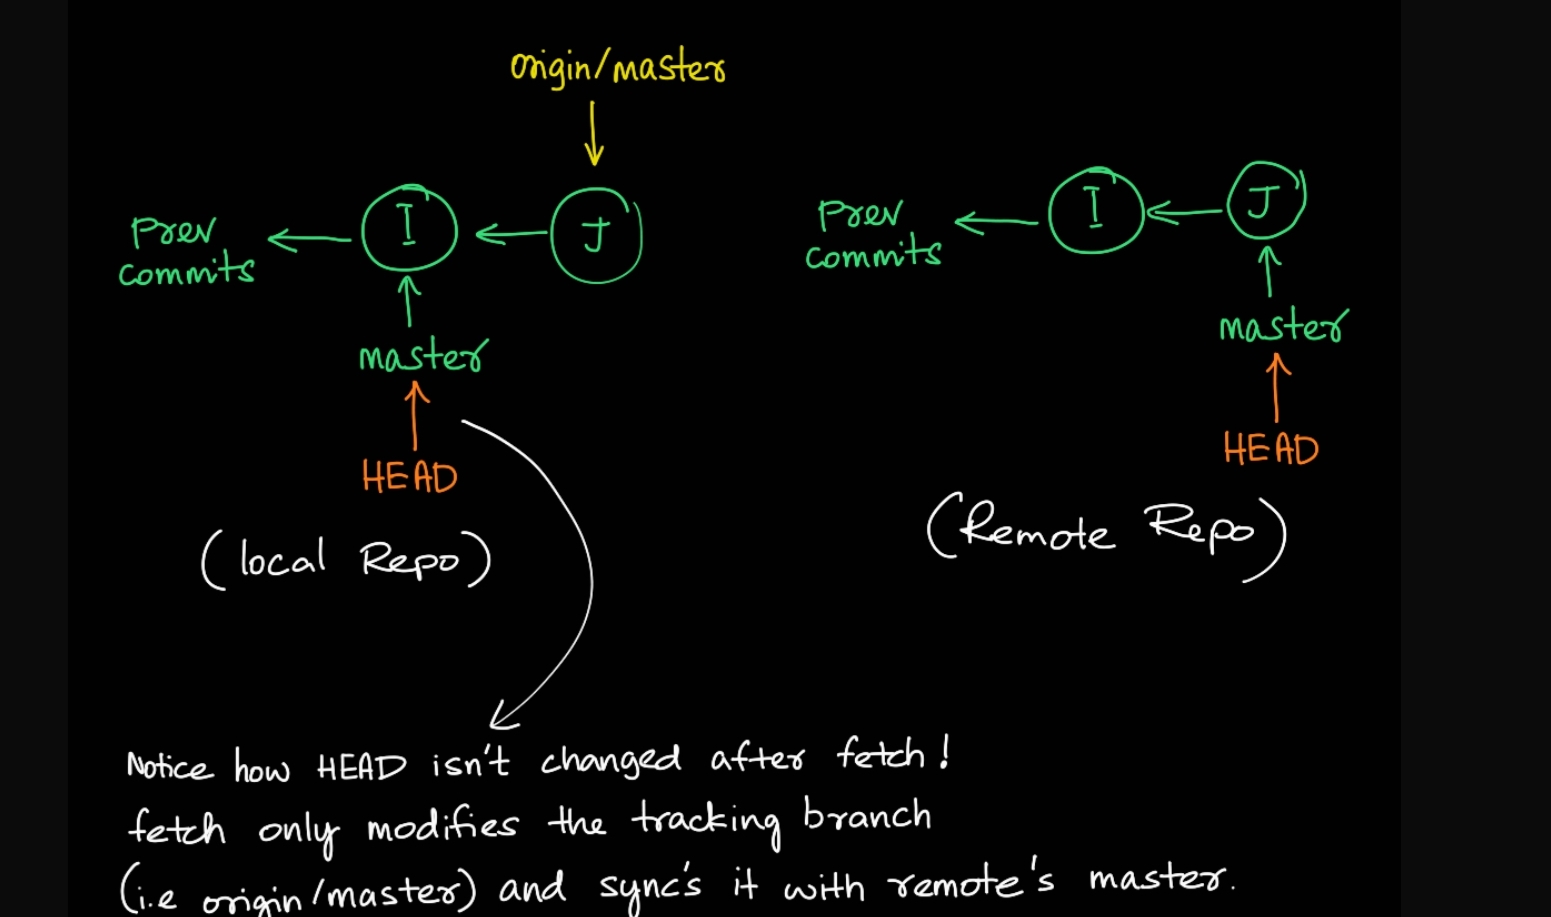 origin/master
I
J
Prev
commits
master
HEAD
(local Repo)
I
J
Prev
commits
master
HEAD
(Remote Repo)
Notice how HEAD isn't changed after fetch!
fetch only modifies the tracking branch
(i.e origin/master) and sync's it with remote's master.